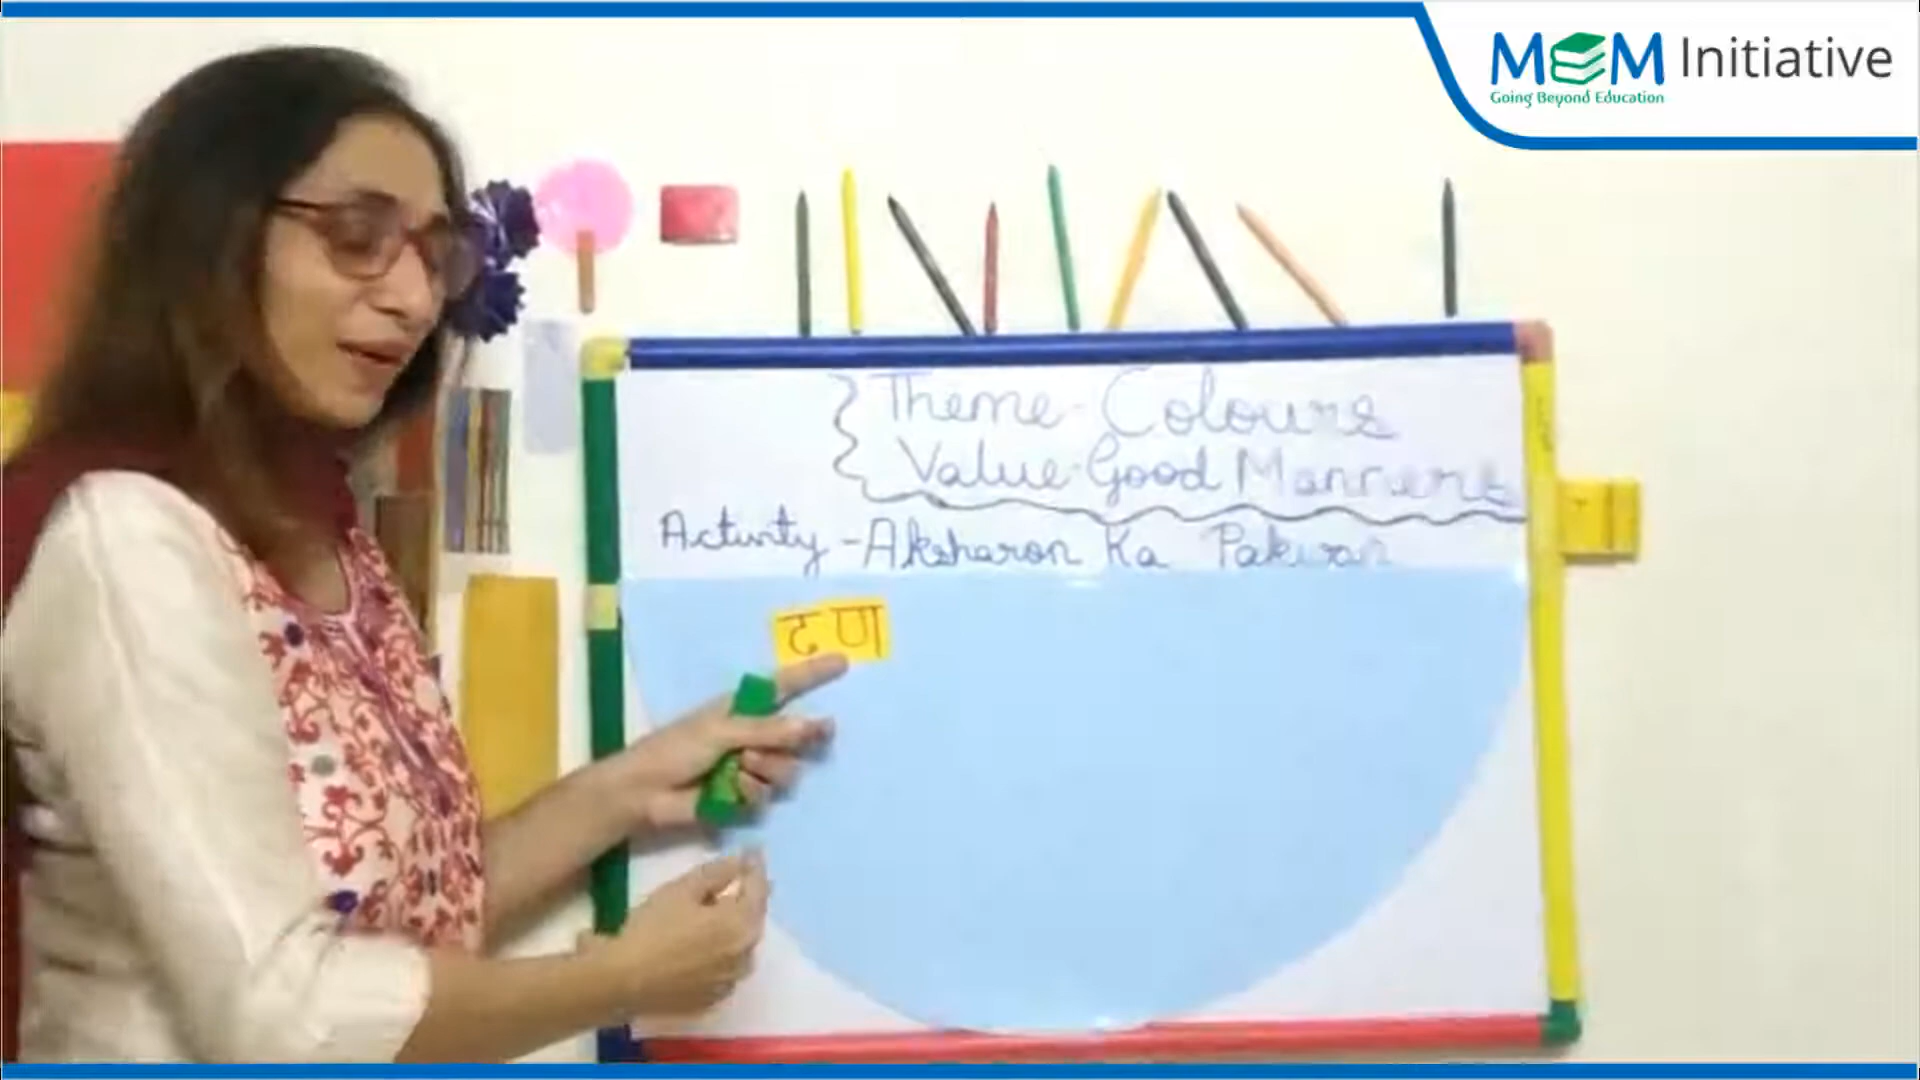 MEM Initiative
Going Beyond Education
Theme-Colours
Value-Good Manners
Activity - Aksharon Ka Pakwan
ढ ण